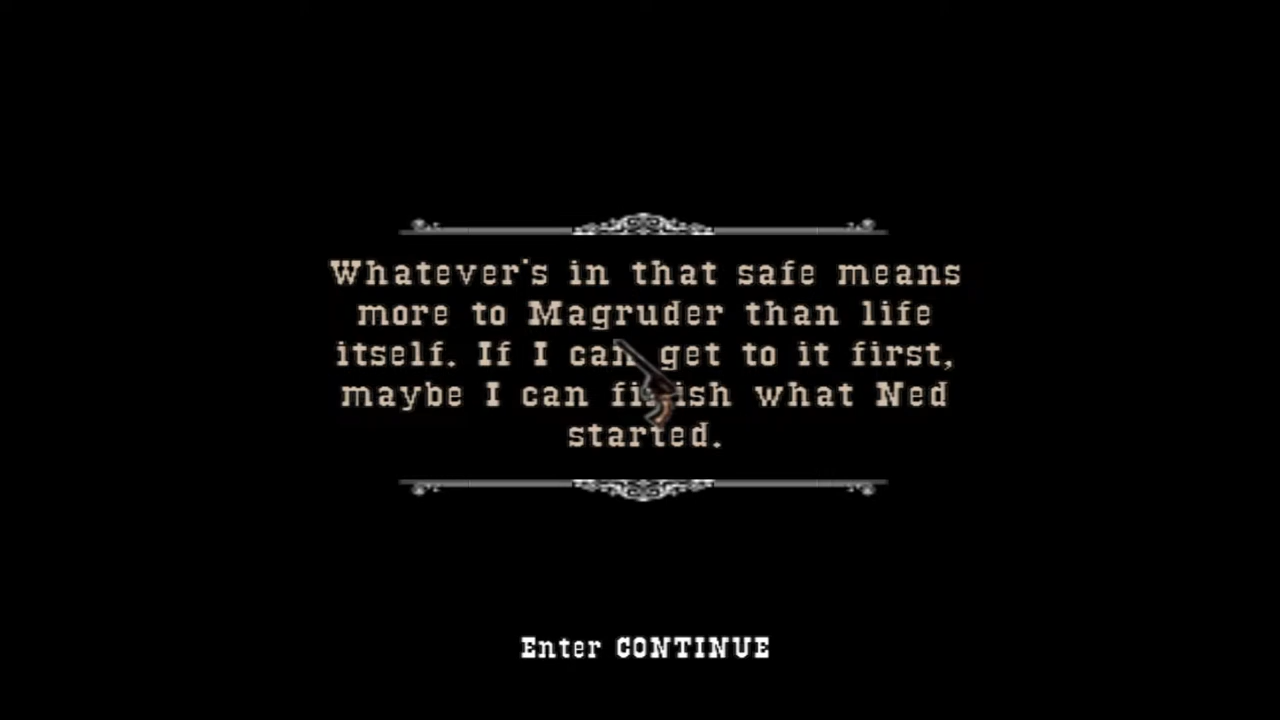 Whatever's in that safe means
more to Magruder than life
itself. If I can get to it first,
maybe I can finish what Ned
started.
Enter CONTINUE